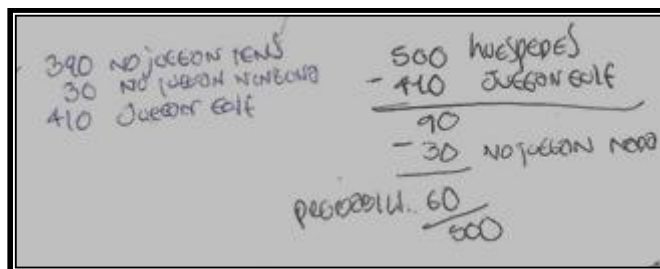 390 NO JUEGAN TENIS
30 NO JUEGAN NINGUNO
410 JUEGAN GOLF
500 HUESPEDES
- 410 JUEGAN GOLF
90
- 30 NO JUEGAN NADA
60
500